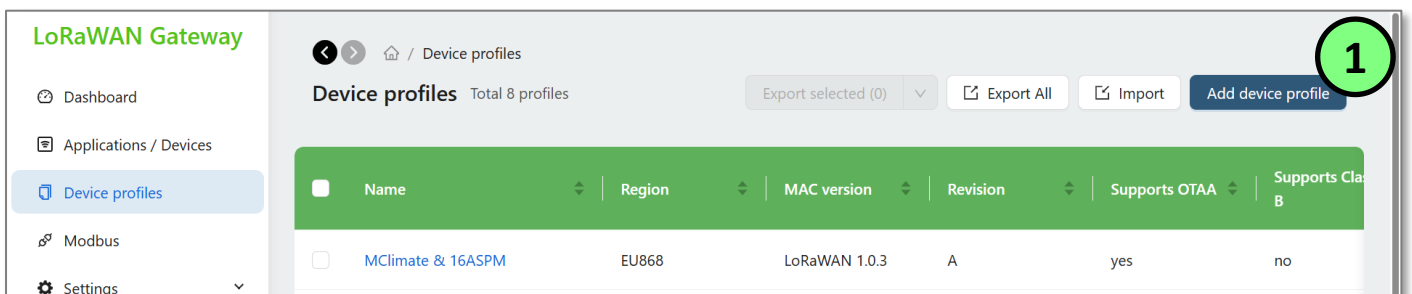 LoRaWAN Gateway
Dashboard
Applications / Devices
Device profiles
Modbus
Settings
/ Device profiles
1
Device profiles Total 8 profiles
Export selected (0)
Export All
Import
Add device profile
Name Region MAC version Revision Supports OTAA Supports Clas
B
MClimate & 16ASPM EU868 LoRaWAN 1.0.3 A yes no